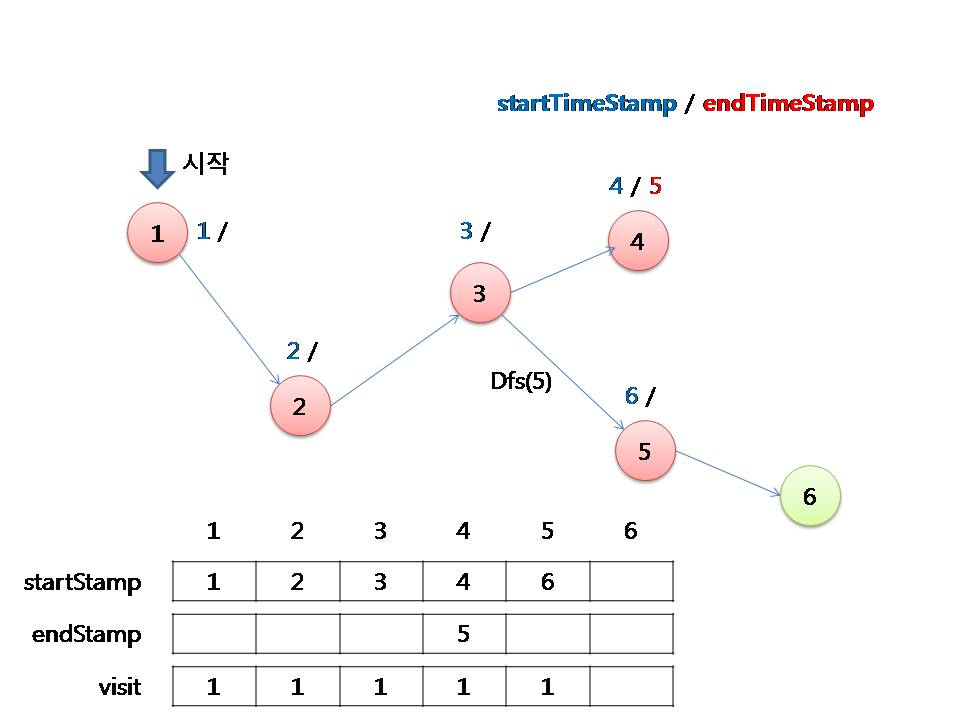 startTimeStamp / endTimeStamp
시작
4 / 5
1
1 /
3 /
4
3
2 /
Dfs(5)
6 /
2
5
6
1 2 3 4 5 6
startStamp 1 2 3 4 6
endStamp 5
visit 1 1 1 1 1